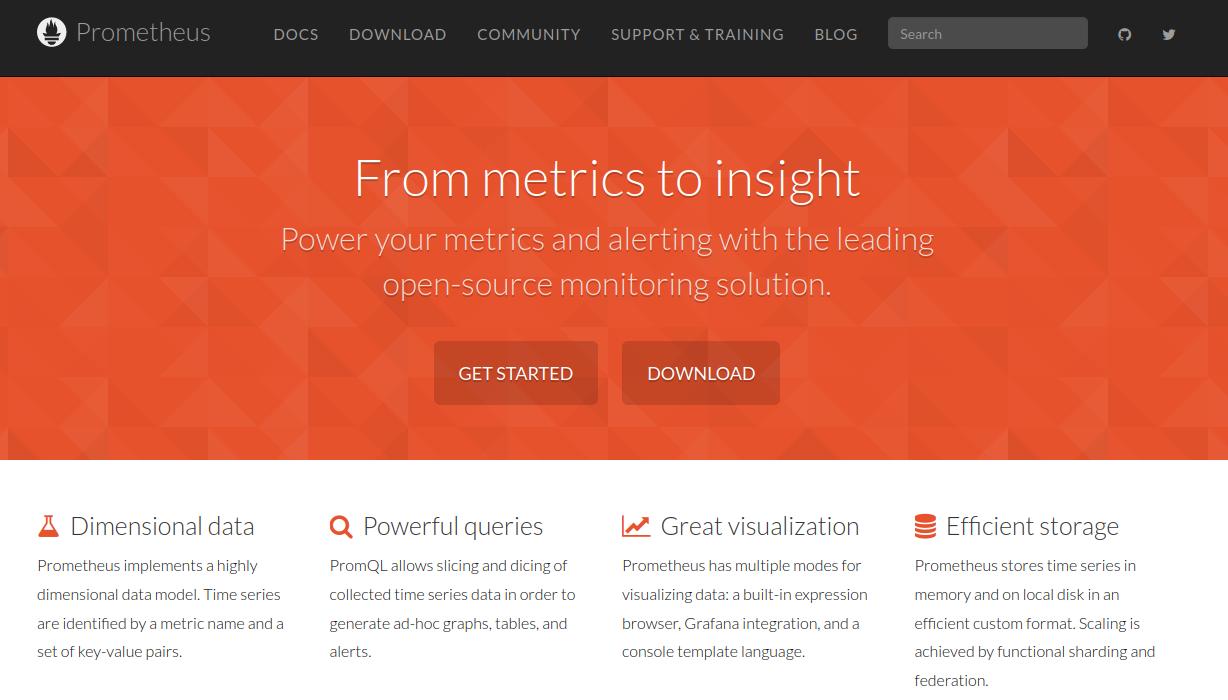 Prometheus
DOCS DOWNLOAD COMMUNITY SUPPORT & TRAINING BLOG Search
From metrics to insight
Power your metrics and alerting with the leading
open-source monitoring solution.
GET STARTED DOWNLOAD
Dimensional data
Prometheus implements a highly
dimensional data model. Time series
are identified by a metric name and a
set of key-value pairs.
Powerful queries
PromQL allows slicing and dicing of
collected time series data in order to
generate ad-hoc graphs, tables, and
alerts.
Great visualization
Prometheus has multiple modes for
visualizing data: a built-in expression
browser, Grafana integration, and a
console template language.
Efficient storage
Prometheus stores time series in
memory and on local disk in an
efficient custom format. Scaling is
achieved by functional sharding and
federation.